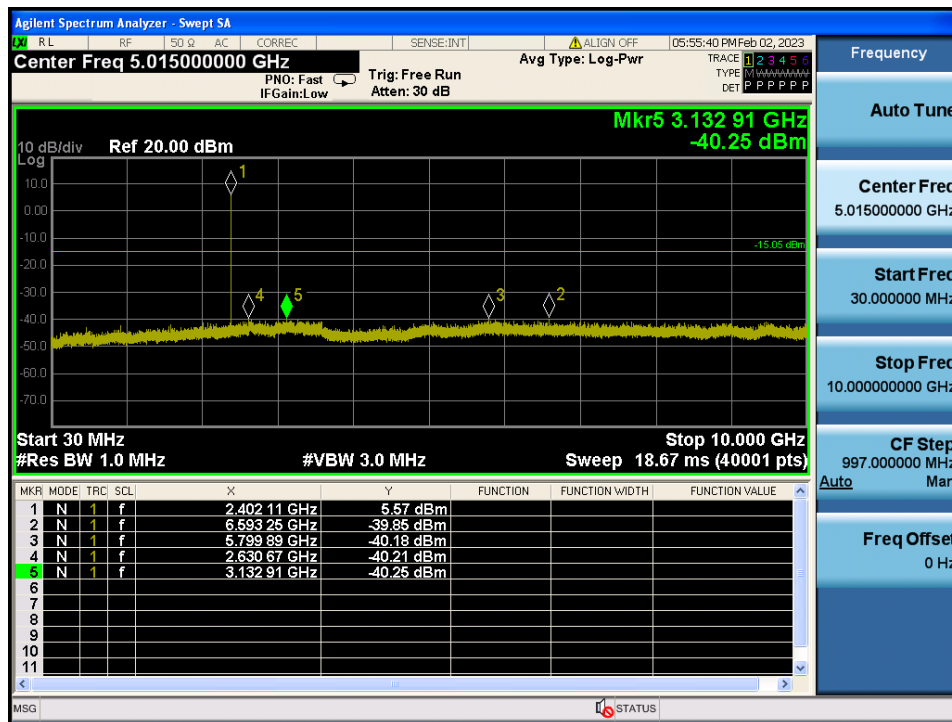 Agilent Spectrum Analyzer - Swept SA
LXI RL RF 50 Ω AC CORREC SENSE:INT ALIGN OFF 05:55:40 PM Feb 02, 2023
Center Freq 5.015000000 GHz
PNO: Fast
IFGain:Low
Trig: Free Run
Atten: 30 dB
Avg Type: Log-Pwr
TRACE 1 2 3 4 5 6
TYPE M W W W W W
DET P P P P P P
Mkr5 3.132 91 GHz
-40.25 dBm
10 dB/div
Log
Ref 20.00 dBm
10.0
0.00
-10.0
-20.0
-30.0
-40.0
-50.0
-60.0
-70.0
1
-15.05 dBm
4
5
3
2
Start 30 MHz
Stop 10.000 GHz
#Res BW 1.0 MHz
#VBW 3.0 MHz
Sweep 18.67 ms (40001 pts)
MKR MODE TRC SCL X Y FUNCTION FUNCTION WIDTH FUNCTION VALUE
1 N 1 f 2.402 11 GHz 5.57 dBm
2 N 1 f 6.593 25 GHz -39.85 dBm
3 N 1 f 5.799 89 GHz -40.18 dBm
4 N 1 f 2.630 67 GHz -40.21 dBm
5 N 1 f 3.132 91 GHz -40.25 dBm
6
7
8
9
10
11
MSG
STATUS
Frequency
Auto Tune
Center Freq
5.015000000 GHz
Start Freq
30.000000 MHz
Stop Freq
10.000000000 GHz
CF Step
997.000000 MHz
Auto Man
Freq Offset
0 Hz